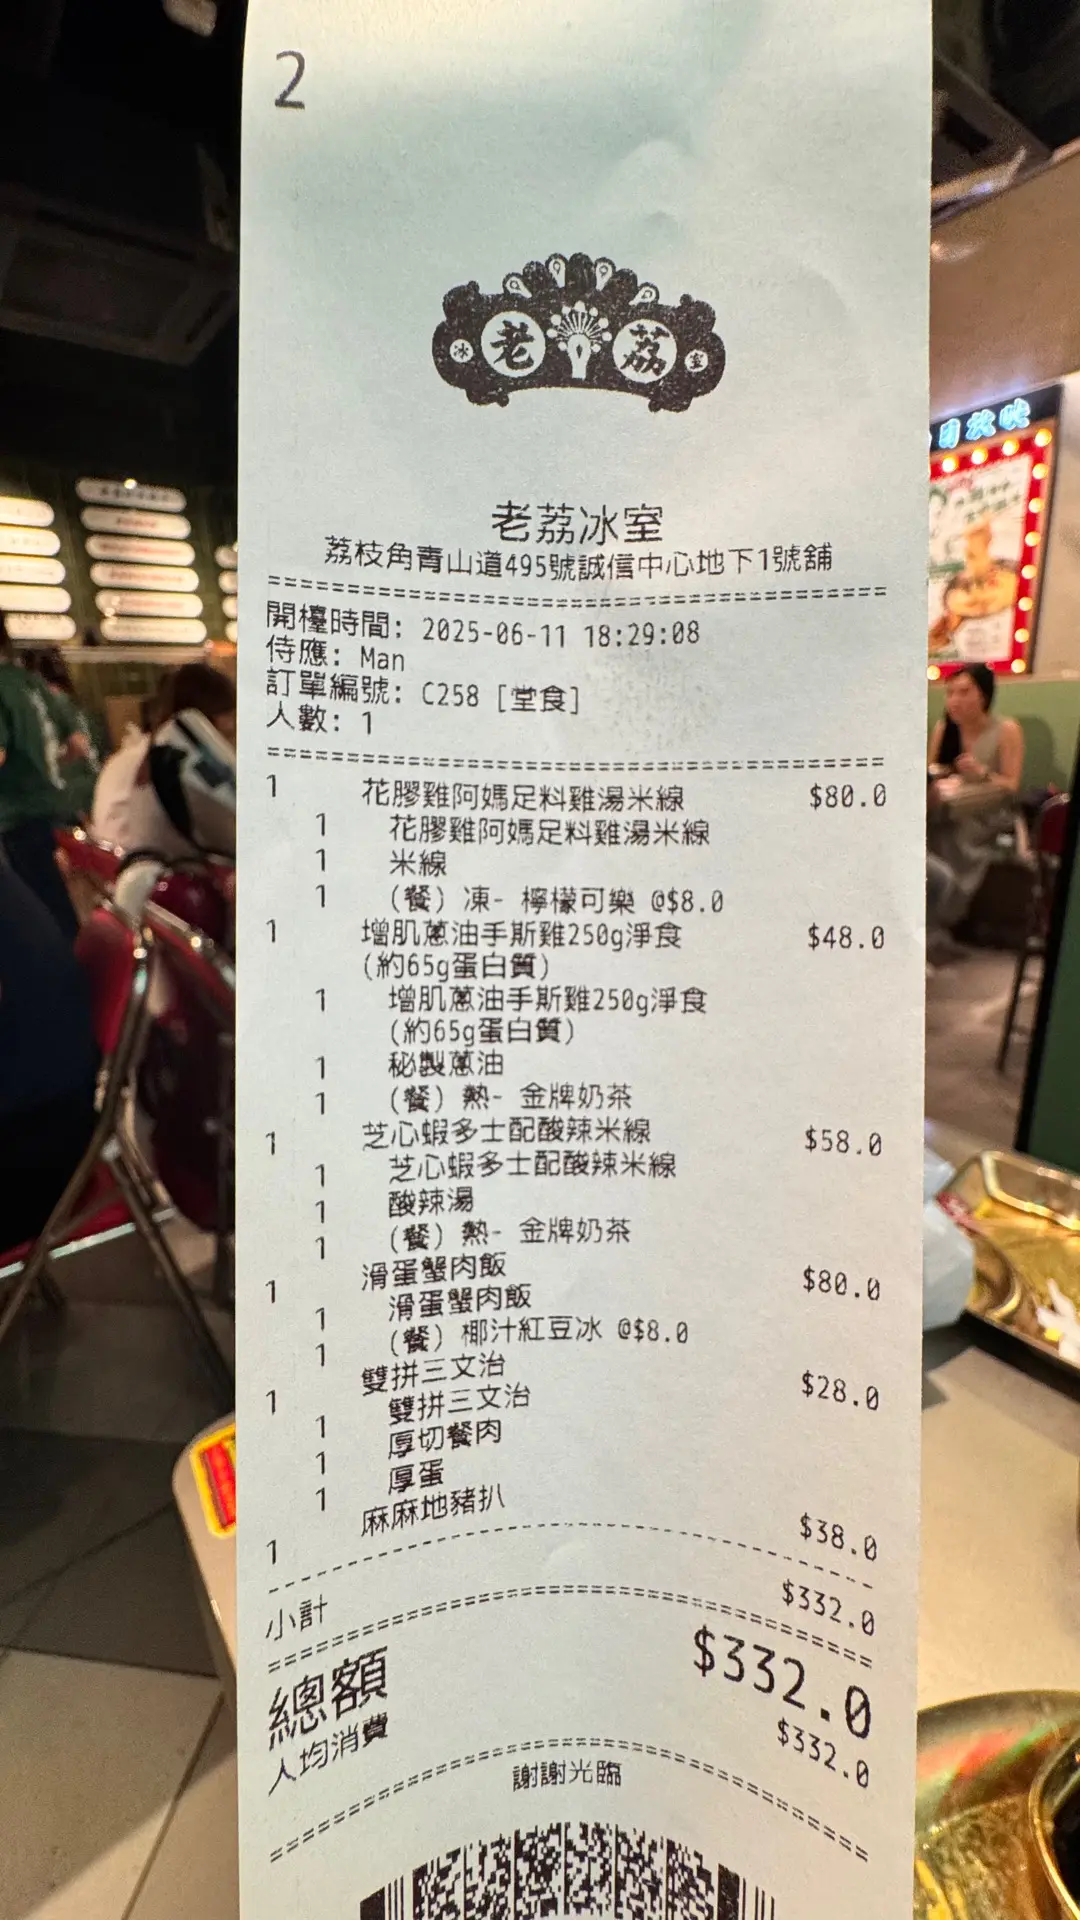 2
冰 老 荔 室
老荔冰室
荔枝角青山道495號誠信中心地下1號舖
開檯時間: 2025-06-11 18:29:08
侍應: Man
訂單編號: C258 [堂食]
人數: 1
1 花膠雞阿媽足料雞湯米線 $80.0
1 花膠雞阿媽足料雞湯米線
1 米線
1 (餐) 凍- 檸檬可樂 @$8.0
1 增肌蔥油手斯雞250g淨食 $48.0
(約65g蛋白質)
1 增肌蔥油手斯雞250g淨食
(約65g蛋白質)
1 秘製蔥油
1 (餐) 熱- 金牌奶茶
1 芝心蝦多士配酸辣米線 $58.0
1 芝心蝦多士配酸辣米線
1 酸辣湯
1 (餐) 熱- 金牌奶茶
1 滑蛋蟹肉飯 $80.0
1 滑蛋蟹肉飯
1 (餐) 椰汁紅豆冰 @$8.0
1 雙拼三文治 $28.0
1 雙拼三文治
1 厚切餐肉
1 厚蛋
1 麻麻地豬扒 $38.0
小計 $332.0
總額 $332.0
人均消費 $332.0
謝謝光臨